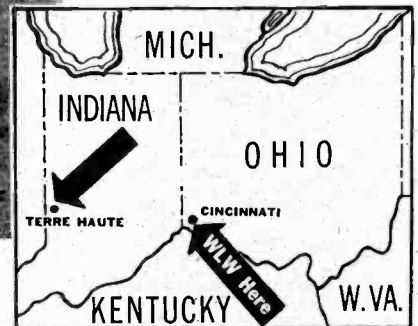 MICH.
INDIANA
OHIO
TERRE HAUTE
CINCINNATI
WLW Here
KENTUCKY
W. VA.